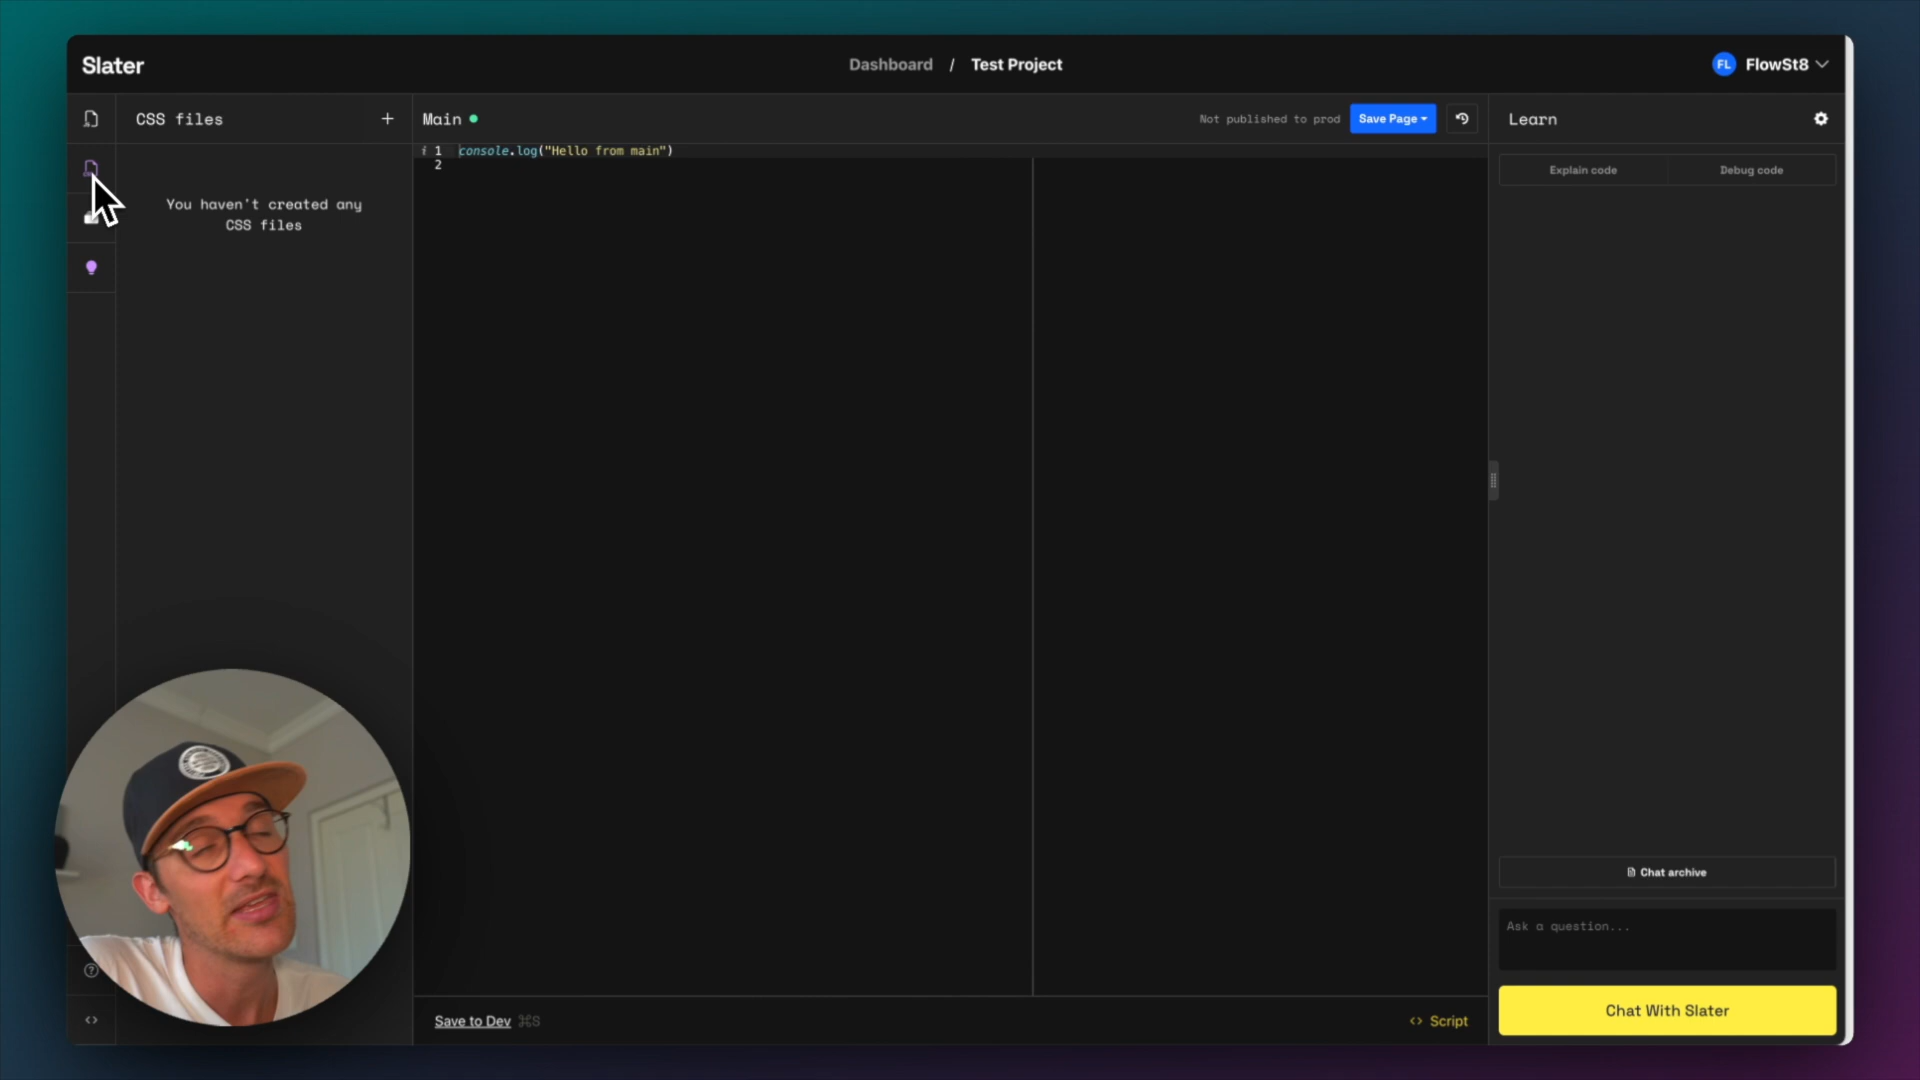 Slater
Dashboard / Test Project
FL FlowSt8
CSS files +
Main
Not published to prod
Save Page
Learn
1 console.log("Hello from main")
2
Explain code
Debug code
You haven't created any
CSS files
Chat archive
Ask a question...
Chat With Slater
Save to Dev ⌘S
<> Script